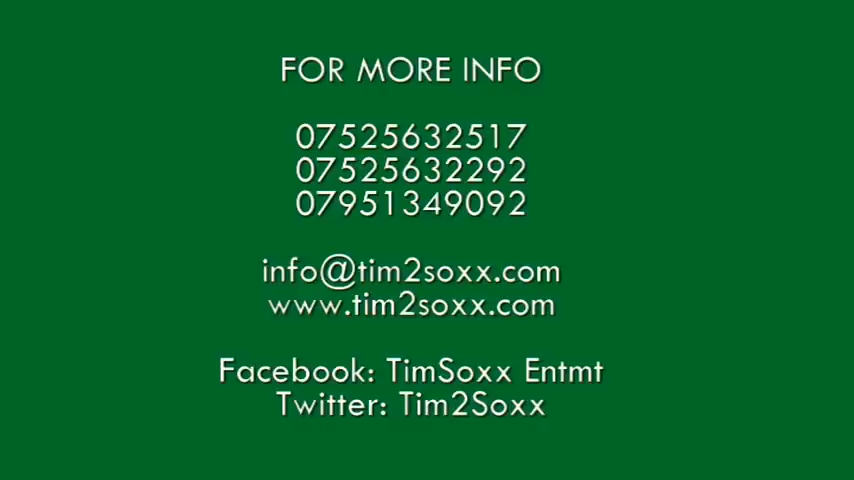 FOR MORE INFO
07525632517
07525632292
07951349092
info@tim2soxx.com
www.tim2soxx.com
Facebook: TimSoxx Entmt
Twitter: Tim2Soxx